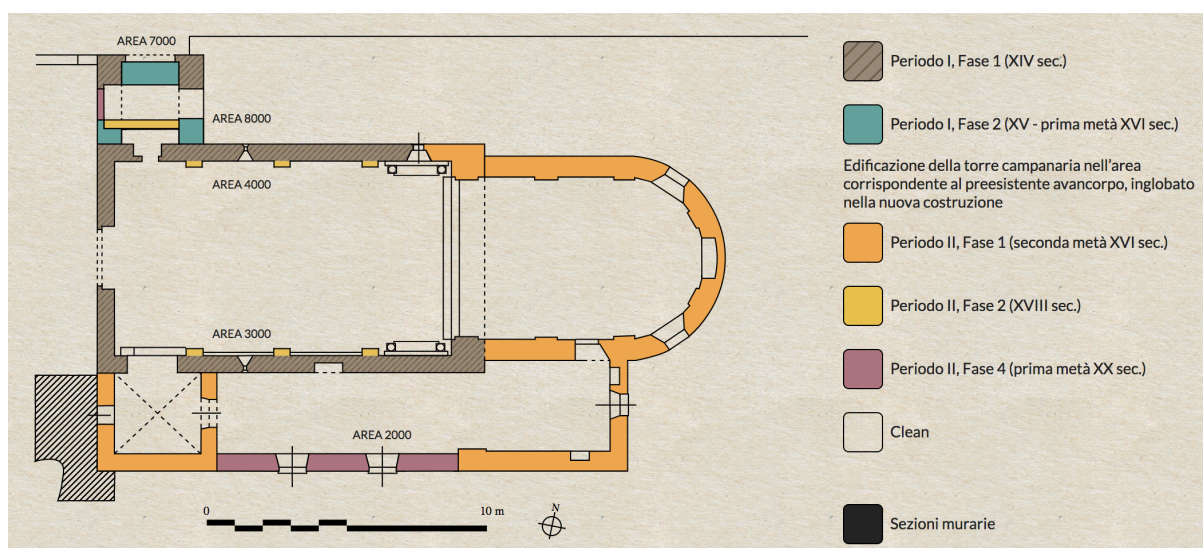 AREA 7000
AREA 8000
AREA 4000
AREA 3000
AREA 2000
0
10 m
N
Periodo I, Fase 1 (XIV sec.)
Periodo I, Fase 2 (XV - prima metà XVI sec.)
Edificazione della torre campanaria nell'area
corrispondente al preesistente avancorpo, inglobato
nella nuova costruzione
Periodo II, Fase 1 (seconda metà XVI sec.)
Periodo II, Fase 2 (XVIII sec.)
Periodo II, Fase 4 (prima metà XX sec.)
Clean
Sezioni murarie